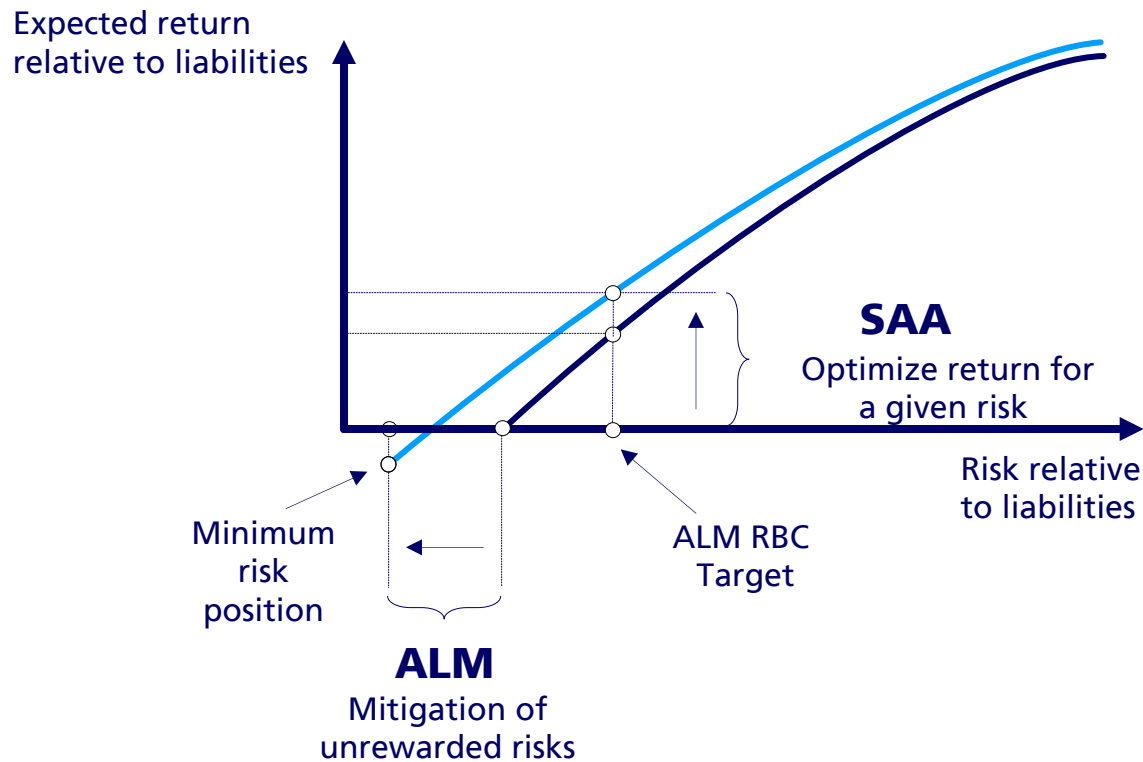 Expected return
relative to liabilities
SAA
Optimize return for
a given risk
Risk relative
to liabilities
Minimum
risk
position
ALM RBC
Target
ALM
Mitigation of
unrewarded risks